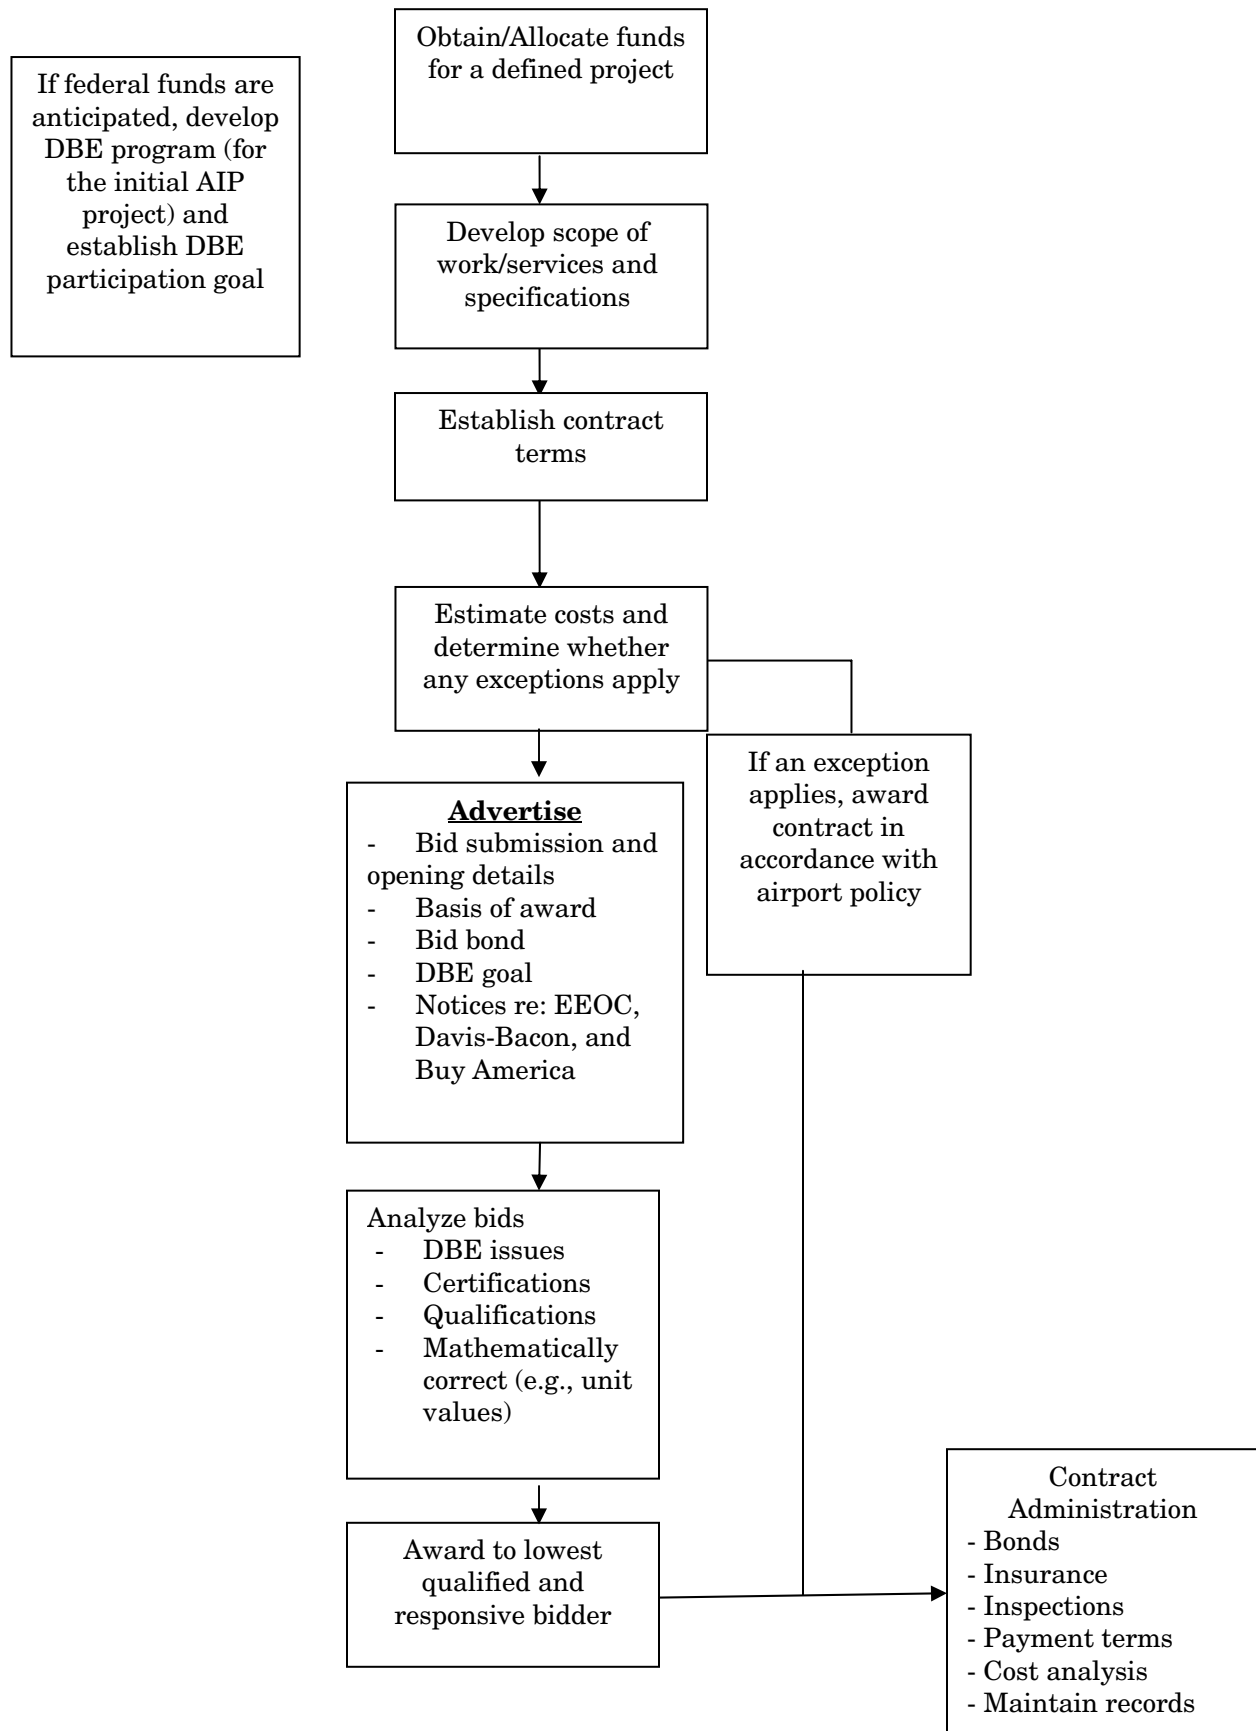 Obtain/Allocate funds
for a defined project
If federal funds are
anticipated, develop
DBE program (for
the initial AIP
project) and
establish DBE
participation goal
Develop scope of
work/services and
specifications
Establish contract
terms
Estimate costs and
determine whether
any exceptions apply
If an exception
applies, award
contract in
accordance with
airport policy
Advertise
- Bid submission and
opening details
- Basis of award
- Bid bond
- DBE goal
- Notices re: EEOC,
Davis-Bacon, and
Buy America
Analyze bids
- DBE issues
- Certifications
- Qualifications
- Mathematically
correct (e.g., unit
values)
Award to lowest
qualified and
responsive bidder
Contract
Administration
- Bonds
- Insurance
- Inspections
- Payment terms
- Cost analysis
- Maintain records